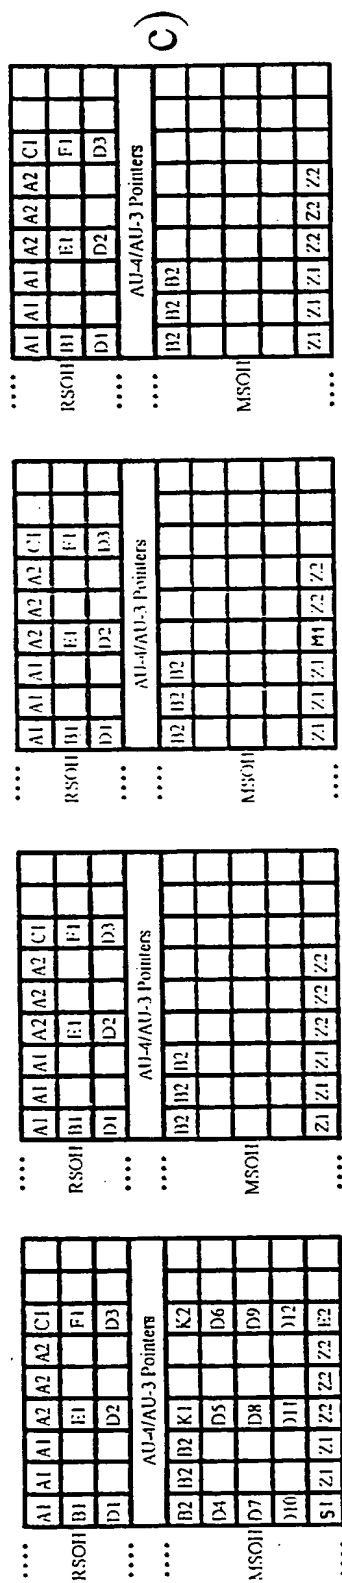 A1 A1 A1 A2 A2 A2 C1
RSOH B1 E1 F1
D1 D2 D3
AU-4/AU-3 Pointers
B2 B2 B2 K1 K2
D4 D5 D6
MSOH D7 D8 D9
D10 D11 D12
S1 Z1 Z1 Z2 Z2 Z2 E2
A1 A1 A1 A2 A2 A2 C1
RSOH B1 E1 F1
D1 D2 D3
AU-4/AU-3 Pointers
B2 B2 B2
MSOH
Z1 Z1 Z1 Z2 Z2 Z2
A1 A1 A1 A2 A2 A2 C1
RSOH B1 E1 F1
D1 D2 D3
AU-4/AU-3 Pointers
B2 B2 B2
MSOH
Z1 Z1 Z1 M1 Z2 Z2
A1 A1 A1 A2 A2 A2 C1
RSOH B1 E1 F1
D1 D2 D3
AU-4/AU-3 Pointers
B2 B2 B2
MSOH
Z1 Z1 Z1 Z2 Z2 Z2
C)